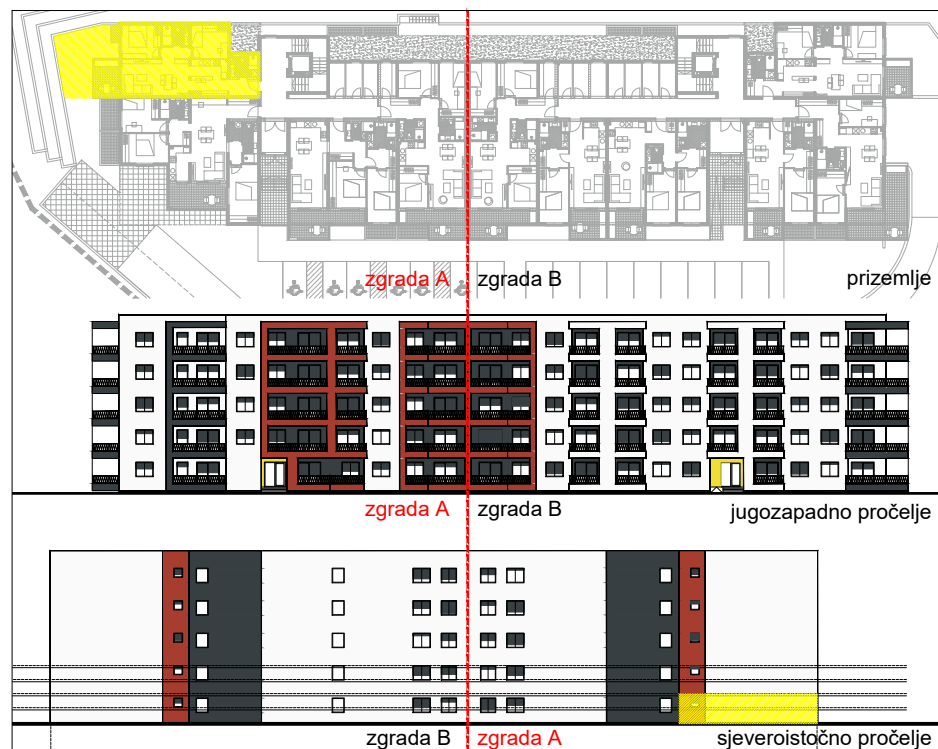 zgrada A zgrada B prizemlje
zgrada A zgrada B jugozapadno pročelje
zgrada B zgrada A sjeveroistočno pročelje